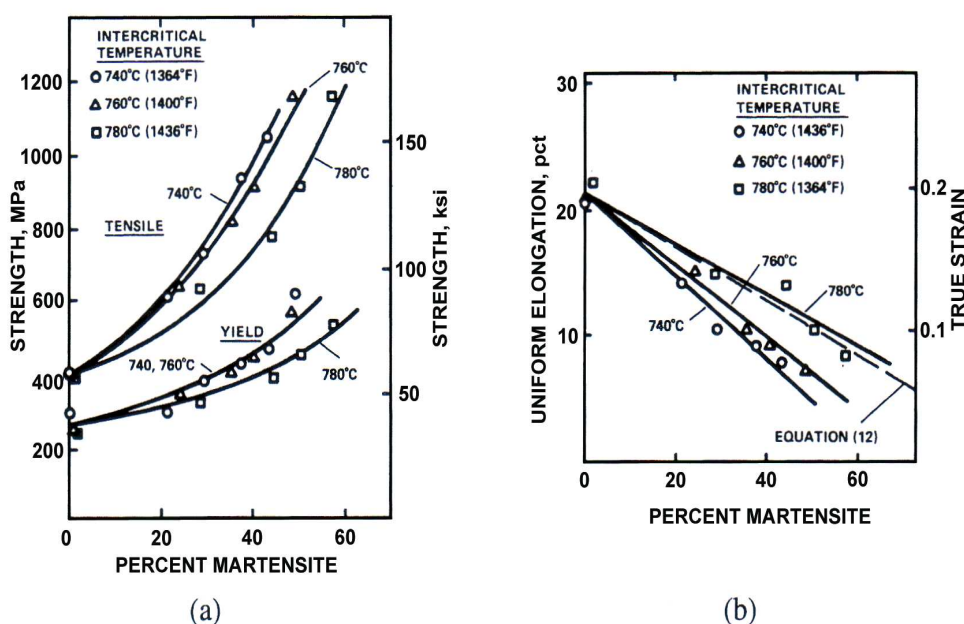 INTERCRITICAL
TEMPERATURE
○ 740°C (1364°F)
△ 760°C (1400°F)
□ 780°C (1436°F)
1200
1000
800
600
400
200
STRENGTH, MPa
760°C
740°C
780°C
TENSILE
YIELD
740, 760°C
780°C
150
100
50
STRENGTH, ksi
0
20
40
60
PERCENT MARTENSITE
(a)
30
20
10
UNIFORM ELONGATION, pct
INTERCRITICAL
TEMPERATURE
○ 740°C (1436°F)
△ 760°C (1400°F)
□ 780°C (1364°F)
760°C
740°C
780°C
EQUATION (12)
0.2
0.1
TRUE STRAIN
0
20
40
60
PERCENT MARTENSITE
(b)